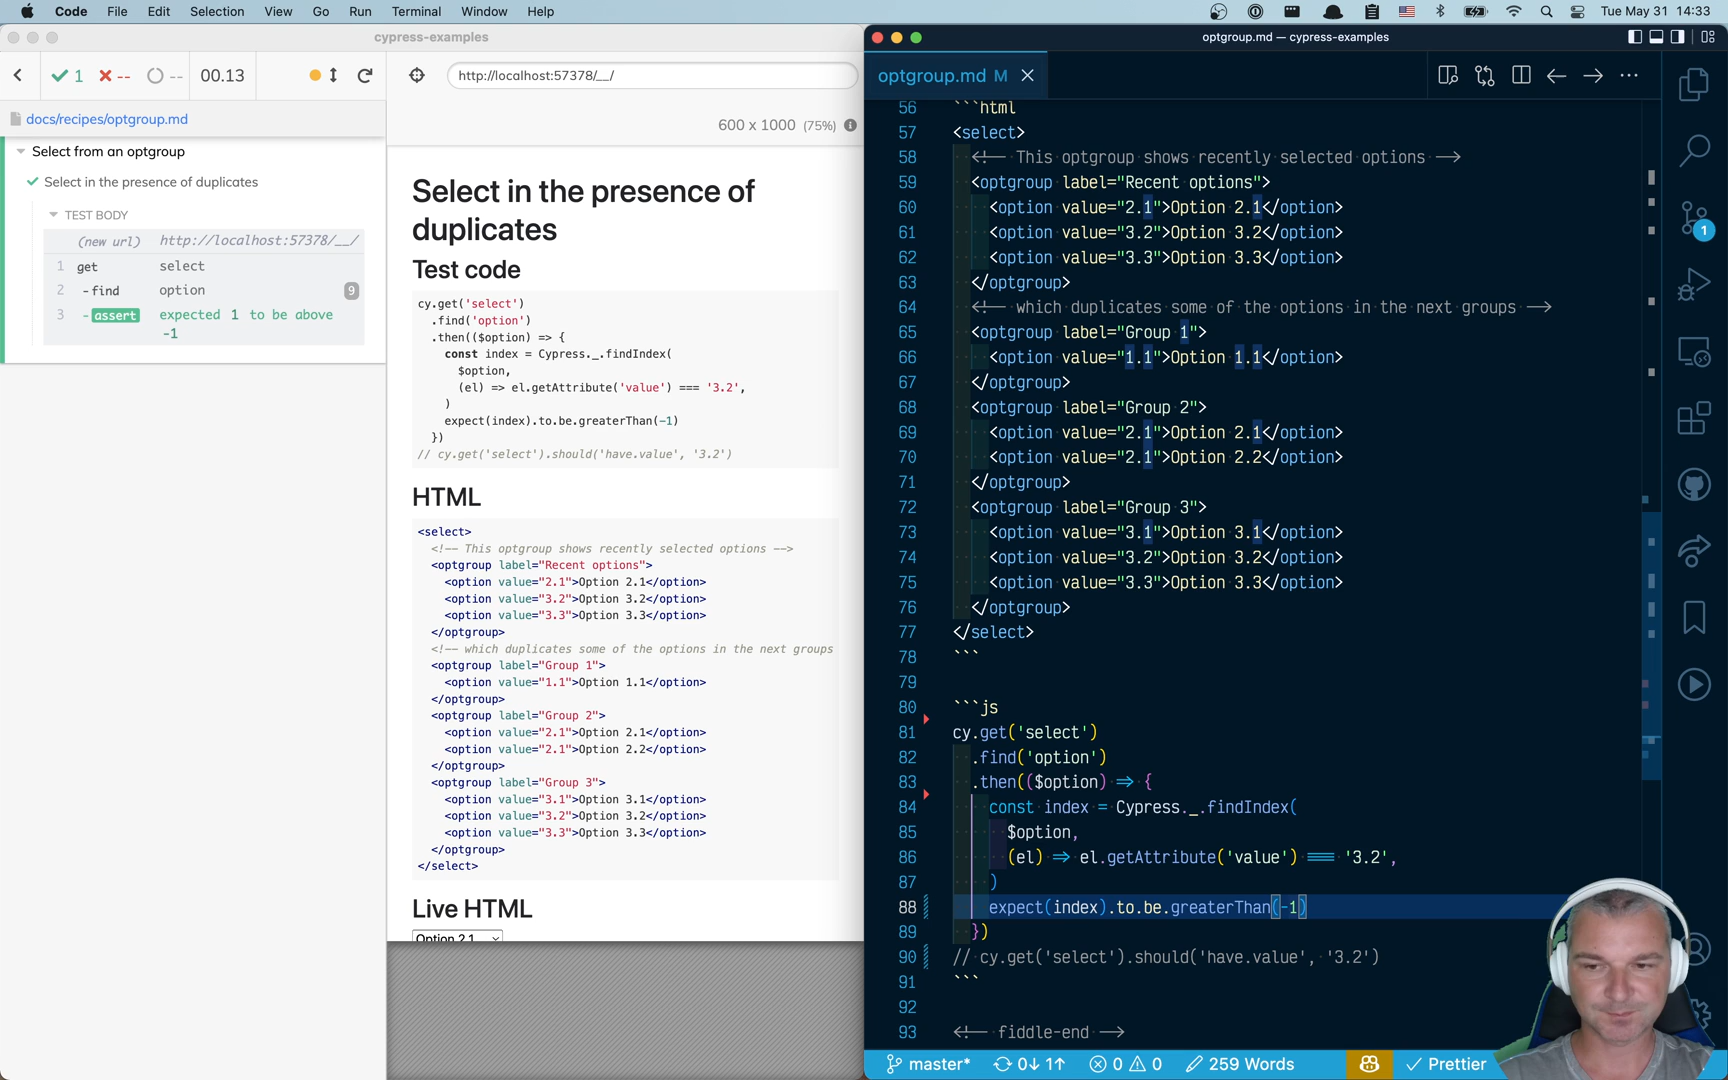 Code File Edit Selection View Go Run Terminal Window Help
Tue May 31 14:33
cypress-examples
1 -- -- 00.13
docs/recipes/optgroup.md
Select from an optgroup
Select in the presence of duplicates
TEST BODY
(new url) http://localhost:57378/__/
1 get select
2 -find option 9
3 -assert expected 1 to be above
-1
http://localhost:57378/__/
600 x 1000 (75%)
Select in the presence of
duplicates
Test code
cy.get('select')
.find('option')
.then(($option) => {
const index = Cypress._.findIndex(
$option,
(el) => el.getAttribute('value') === '3.2',
)
expect(index).to.be.greaterThan(-1)
})
// cy.get('select').should('have.value', '3.2')
HTML
<select>
<!-- This optgroup shows recently selected options -->
<optgroup label="Recent options">
<option value="2.1">Option 2.1</option>
<option value="3.2">Option 3.2</option>
<option value="3.3">Option 3.3</option>
</optgroup>
<!-- which duplicates some of the options in the next groups
<optgroup label="Group 1">
<option value="1.1">Option 1.1</option>
</optgroup>
<optgroup label="Group 2">
<option value="2.1">Option 2.1</option>
<option value="2.1">Option 2.2</option>
</optgroup>
<optgroup label="Group 3">
<option value="3.1">Option 3.1</option>
<option value="3.2">Option 3.2</option>
<option value="3.3">Option 3.3</option>
</optgroup>
</select>
Live HTML
Option 2.1
optgroup.md — cypress-examples
optgroup.md M
56 ```html
57 <select>
58 <!-- This optgroup shows recently selected options -->
59 <optgroup label="Recent options">
60 <option value="2.1">Option 2.1</option>
61 <option value="3.2">Option 3.2</option>
62 <option value="3.3">Option 3.3</option>
63 </optgroup>
64 <!-- which duplicates some of the options in the next groups -->
65 <optgroup label="Group 1">
66 <option value="1.1">Option 1.1</option>
67 </optgroup>
68 <optgroup label="Group 2">
69 <option value="2.1">Option 2.1</option>
70 <option value="2.1">Option 2.2</option>
71 </optgroup>
72 <optgroup label="Group 3">
73 <option value="3.1">Option 3.1</option>
74 <option value="3.2">Option 3.2</option>
75 <option value="3.3">Option 3.3</option>
76 </optgroup>
77 </select>
78 ```
79
80 ```js
81 cy.get('select')
82 .find('option')
83 .then(($option) => {
84 const index = Cypress._.findIndex(
85 $option,
86 (el) => el.getAttribute('value') === '3.2',
87 )
88 expect(index).to.be.greaterThan(-1)
89 })
90 // cy.get('select').should('have.value', '3.2')
91 ```
92
93 <!-- fiddle-end -->
1
master* 0↓ 1↑ 0 0 259 Words Prettier